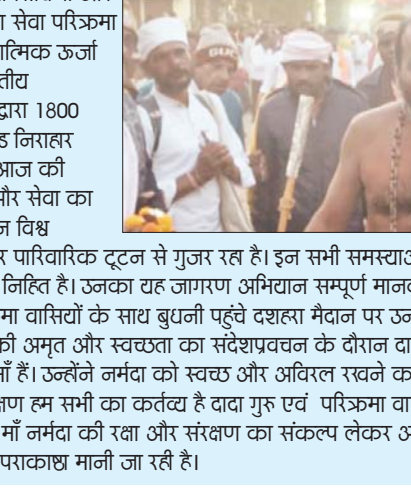 ा सेवा परिक्रमा
ात्मिक ऊर्जा
तीय
द्वारा 1800
ड निराहार
आज की
और सेवा का
न विश्व
र पारिवारिक टूटन से गुजर रहा है। इन सभी समस्याअ
निहित है। उनका यह जागरण अभियान सम्पूर्ण मानव
मा वासियों के साथ बुधनी पहुंचे दशहरा मैदान पर उन
की अमृत और स्वच्छता का संदेशप्रवचन के दौरान दा
माँ हैं। उन्होंने नर्मदा को स्वच्छ और अविरल रखने क
क्षण हम सभी का कर्तव्य है दादा गुरु एवं परिक्रमा वा
माँ नर्मदा की रक्षा और संरक्षण का संकल्प लेकर अ
पराकाष्ठा मानी जा रही है।